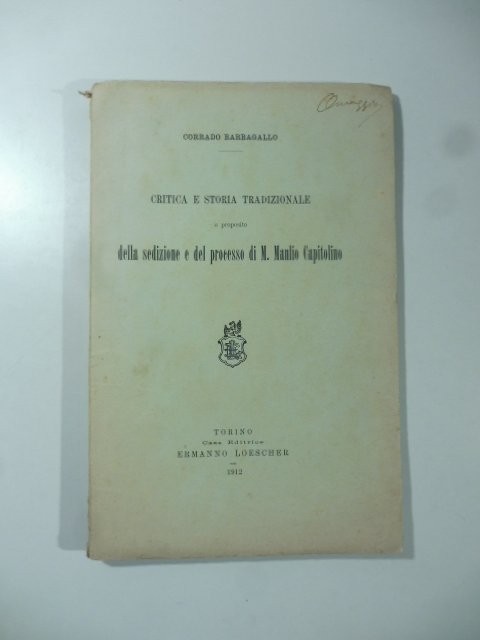 Omaggio
CORRADO BARBAGALLO
CRITICA E STORIA TRADIZIONALE
a proposito
della sedizione e del processo di M. Manlio Capitolino
TORINO
Casa Editrice
ERMANNO LOESCHER
1912